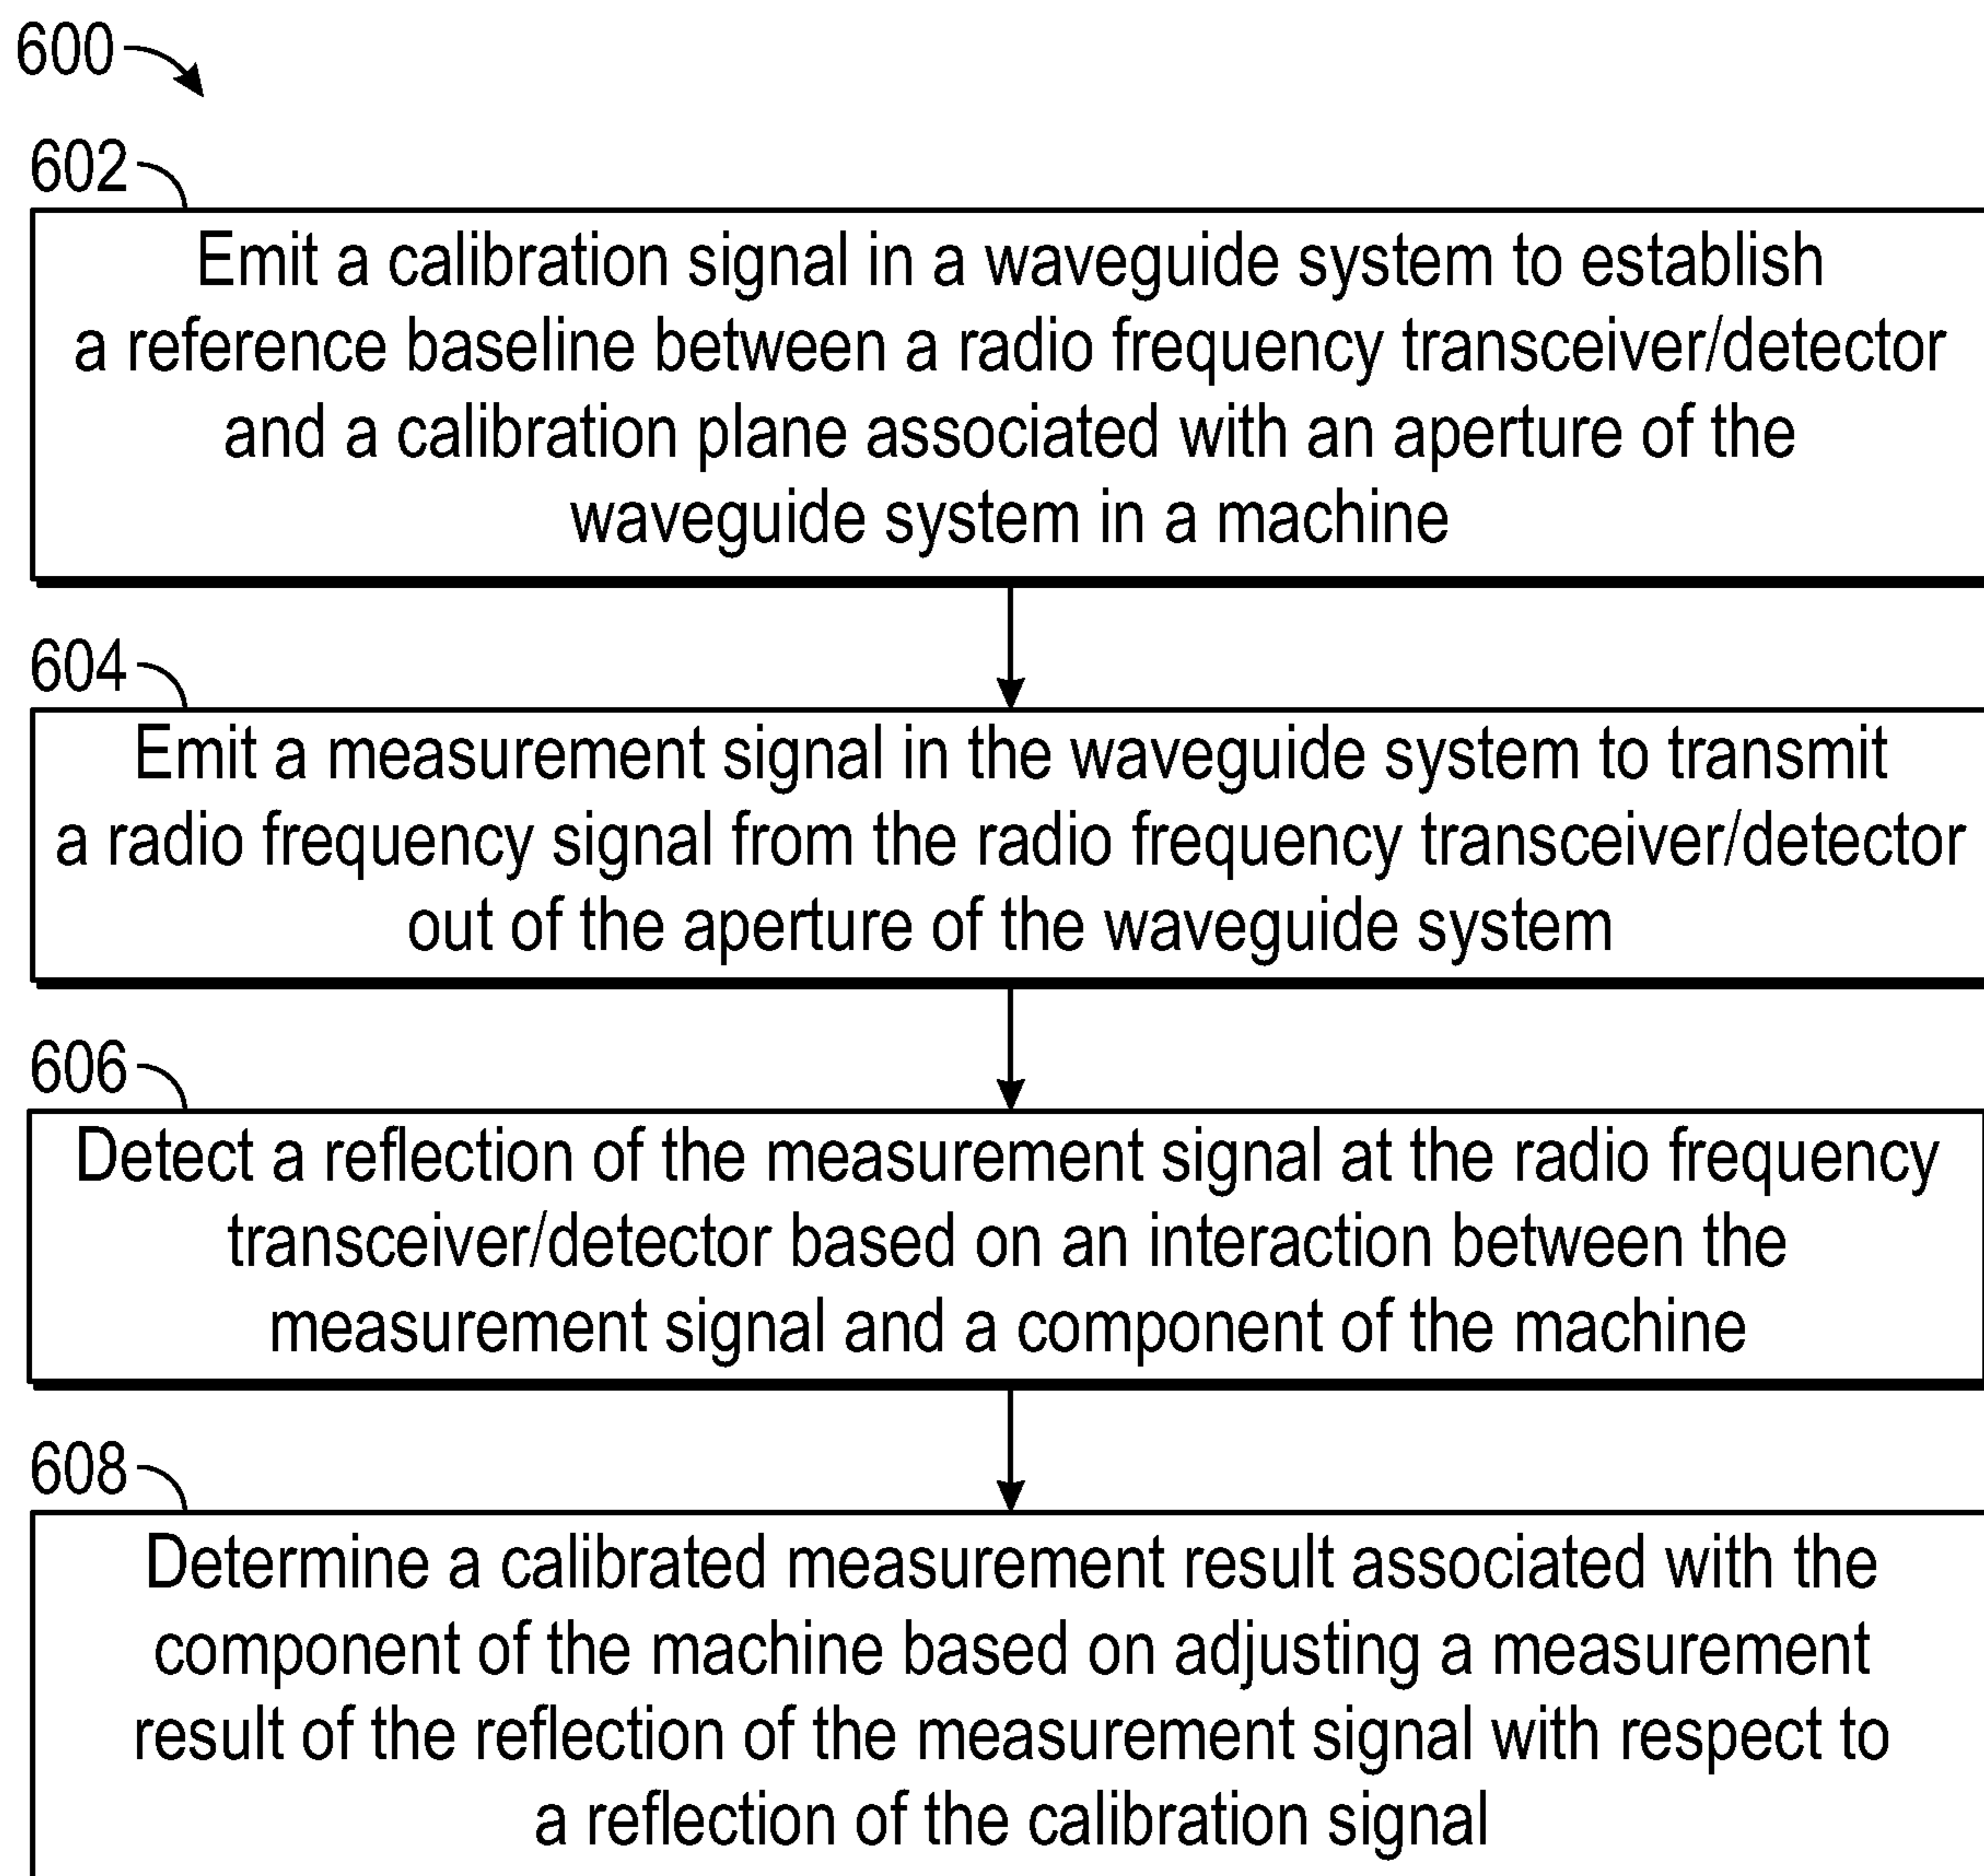 600
602
Emit a calibration signal in a waveguide system to establish
a reference baseline between a radio frequency transceiver/detector
and a calibration plane associated with an aperture of the
waveguide system in a machine
604
Emit a measurement signal in the waveguide system to transmit
a radio frequency signal from the radio frequency transceiver/detector
out of the aperture of the waveguide system
606
Detect a reflection of the measurement signal at the radio frequency
transceiver/detector based on an interaction between the
measurement signal and a component of the machine
608
Determine a calibrated measurement result associated with the
component of the machine based on adjusting a measurement
result of the reflection of the measurement signal with respect to
a reflection of the calibration signal